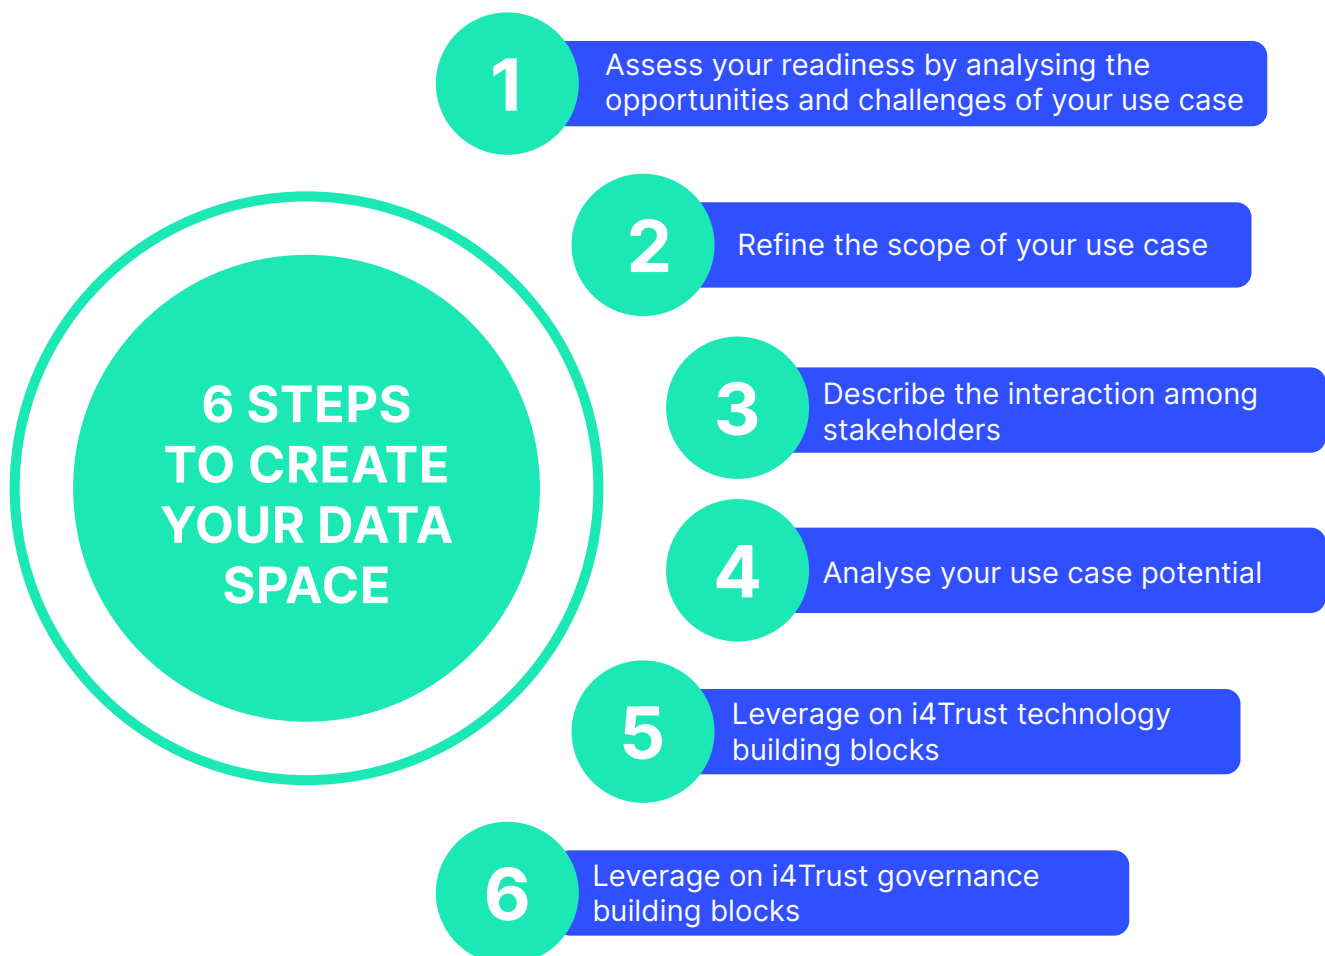 1
Assess your readiness by analysing the
opportunities and challenges of your use case
2
Refine the scope of your use case
3
Describe the interaction among
stakeholders
6 STEPS
TO CREATE
YOUR DATA
SPACE
4
Analyse your use case potential
5
Leverage on i4Trust technology
building blocks
6
Leverage on i4Trust governance
building blocks